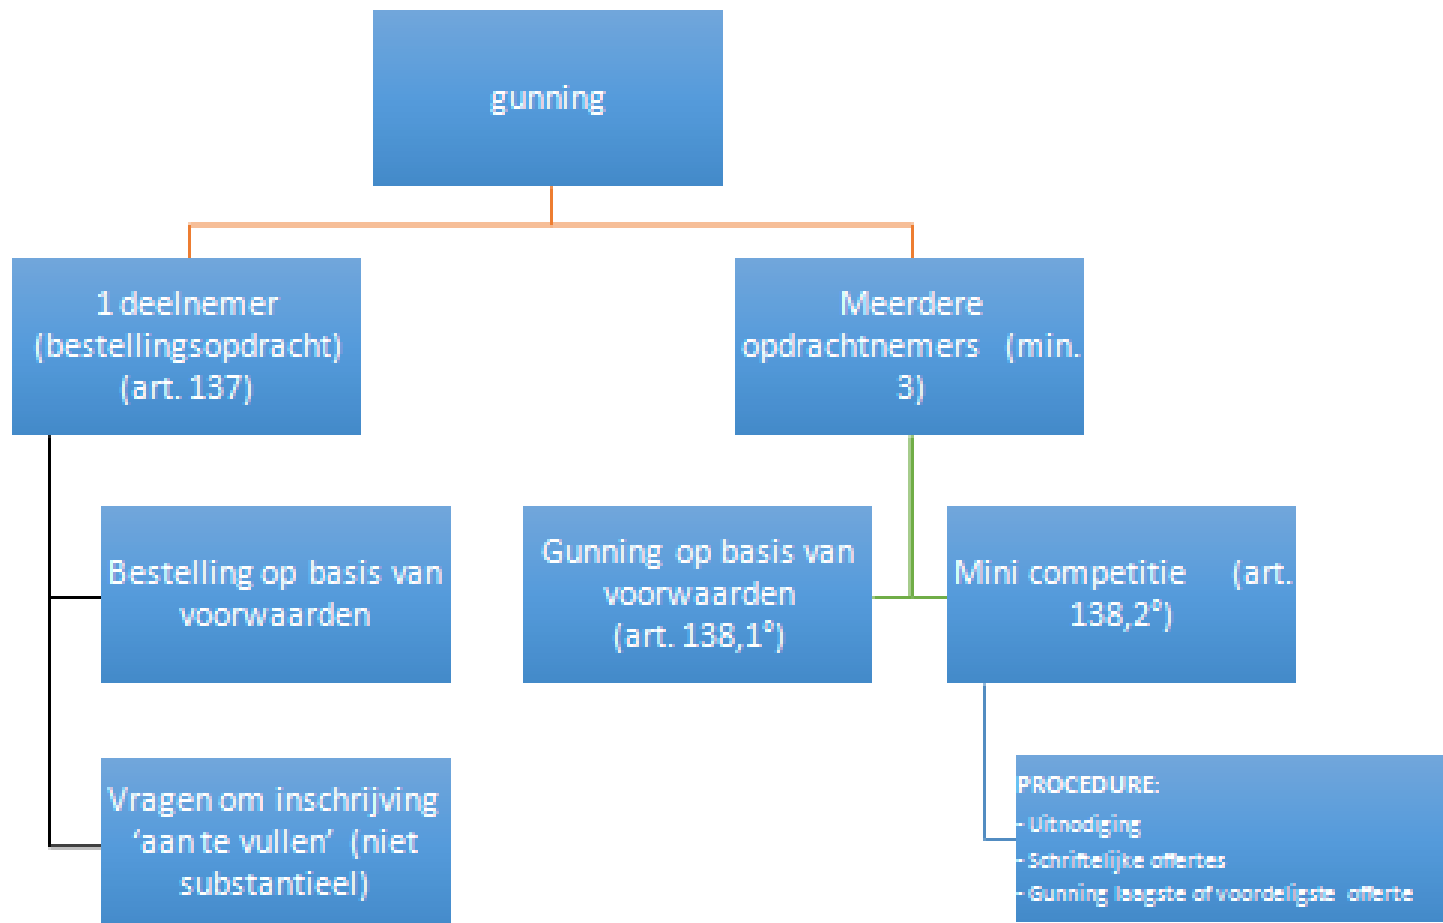 gunning
1 deelnemer
(bestellingsopdracht)
(art. 137)
Meerdere
opdrachtnemers (min.
3)
Bestelling op basis van
voorwaarden
Gunning op basis van
voorwaarden
(art. 138,1°)
Mini competitie (art.
138,2°)
Vragen om inschrijving
‘aan te vullen’ (niet
substantieel)
PROCEDURE:
- Uitnodiging
- Schriftelijke offertes
- Gunning laagste of voordeligste offerte